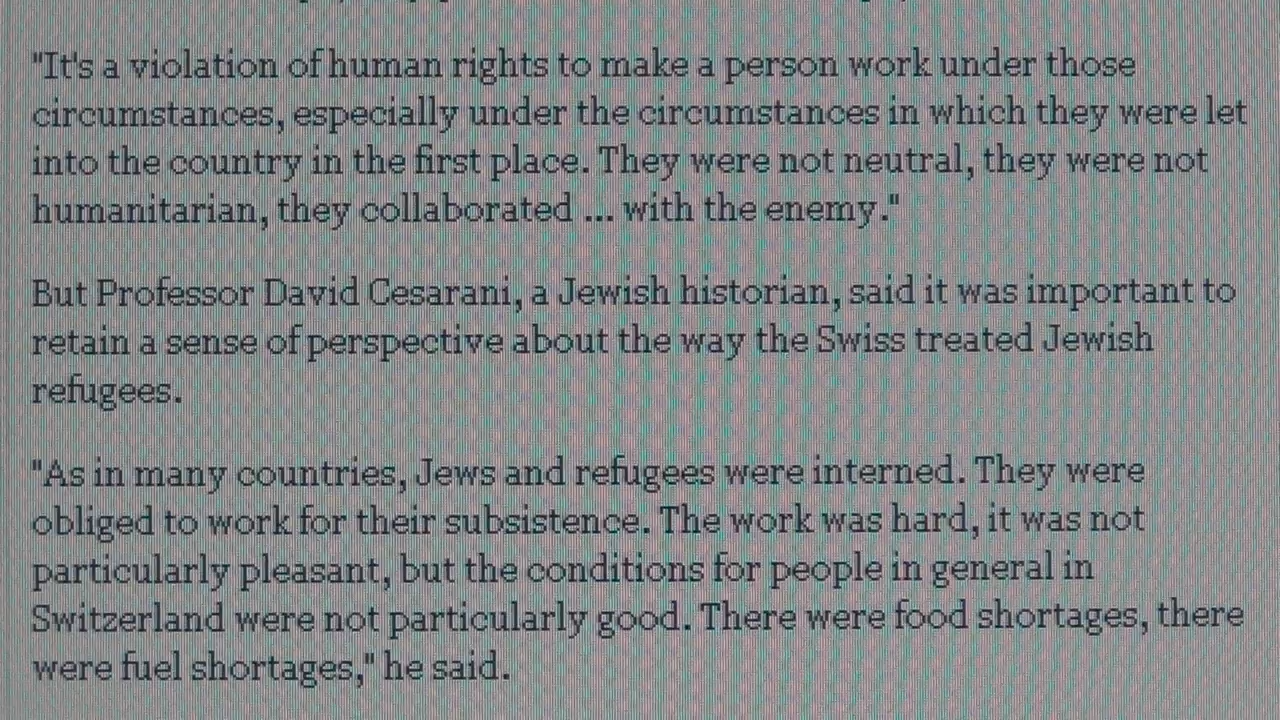 "It's a violation of human rights to make a person work under those
circumstances, especially under the circumstances in which they were let
into the country in the first place. They were not neutral, they were not
humanitarian, they collaborated ... with the enemy."
But Professor David Cesarani, a Jewish historian, said it was important to
retain a sense of perspective about the way the Swiss treated Jewish
refugees.
"As in many countries, Jews and refugees were interned. They were
obliged to work for their subsistence. The work was hard, it was not
particularly pleasant, but the conditions for people in general in
Switzerland were not particularly good. There were food shortages, there
were fuel shortages," he said.